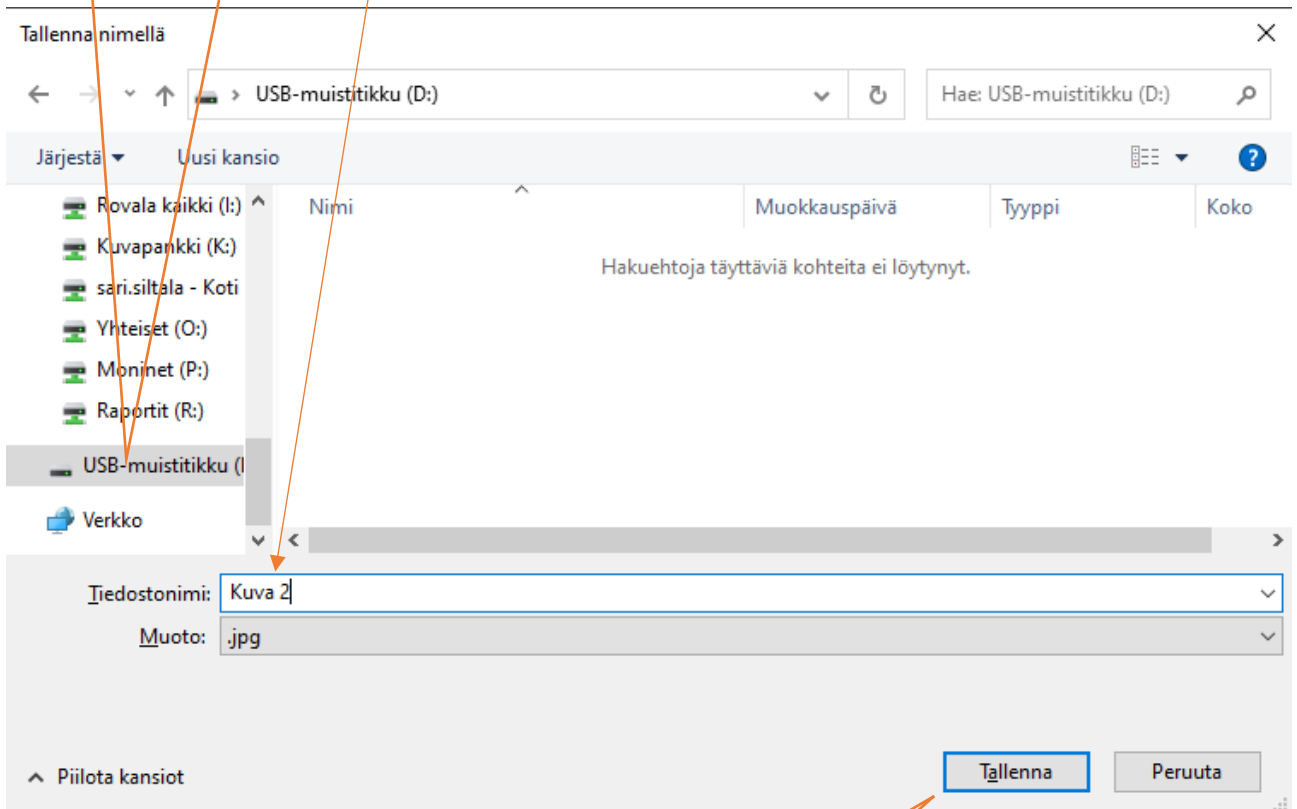 Tallenna nimellä
USB-muistitikku (D:)
Hae: USB-muistitikku (D:)
Järjestä
Uusi kansio
Rovala kaikki (I:)
Kuvapankki (K:)
sari.siltala - Koti
Yhteiset (O:)
Moninet (P:)
Raportit (R:)
USB-muistitikku (
Verkko
Nimi
Muokkauspäivä
Tyyppi
Koko
Hakuehtoja täyttäviä kohteita ei löytynyt.
Tiedostonimi: Kuva 2
Muoto: .jpg
Piilota kansiot
Tallenna
Peruuta